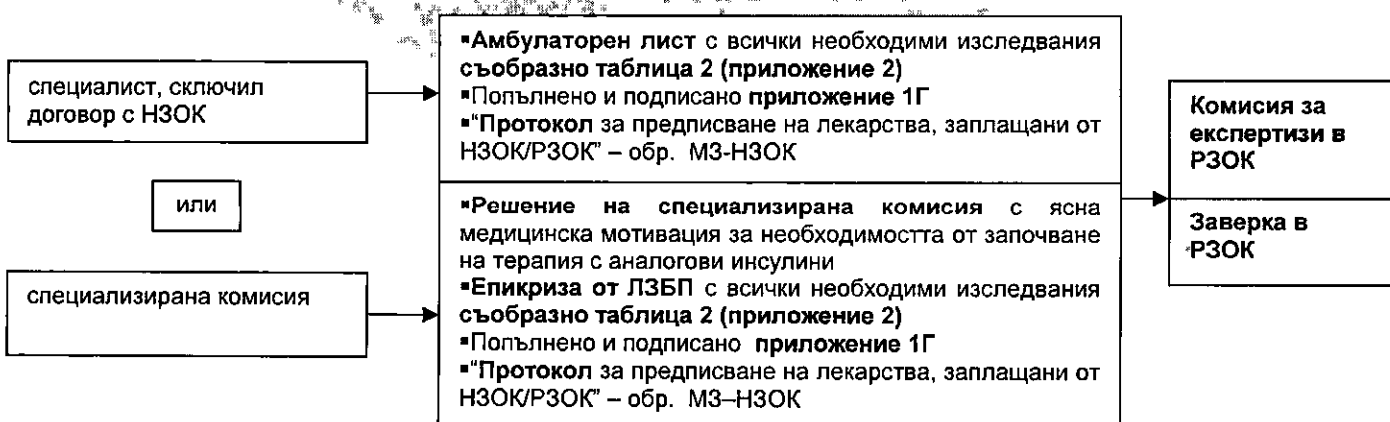 специалист, сключил
договор с НЗОК
или
специализирана комисия
▪Амбулаторен лист с всички необходими изследвания
съобразно таблица 2 (приложение 2)
▪Попълнено и подписано приложение 1Г
▪"Протокол за предписване на лекарства, заплащани от
НЗОК/РЗОК" – обр. МЗ-НЗОК
▪Решение на специализирана комисия с ясна
медицинска мотивация за необходимостта от започване
на терапия с аналогови инсулини
▪Епикриза от ЛЗБП с всички необходими изследвания
съобразно таблица 2 (приложение 2)
▪Попълнено и подписано приложение 1Г
▪"Протокол за предписване на лекарства, заплащани от
НЗОК/РЗОК" – обр. МЗ–НЗОК
Комисия за
експертизи в
РЗОК
Заверка в
РЗОК